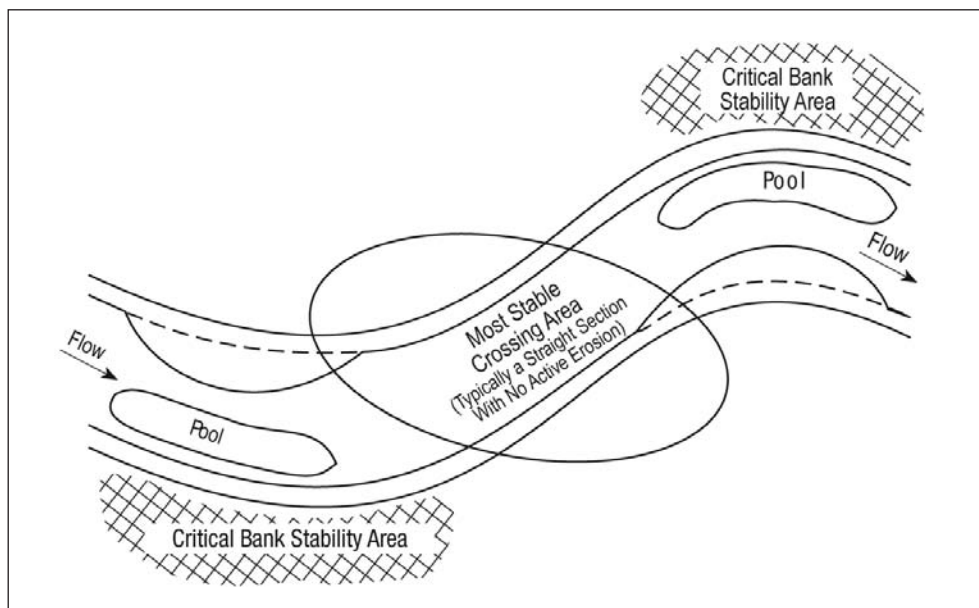 Critical Bank
Stability Area
Pool
Flow
Most Stable
Crossing Area
(Typically a Straight Section
With No Active Erosion)
Flow
Pool
Critical Bank Stability Area